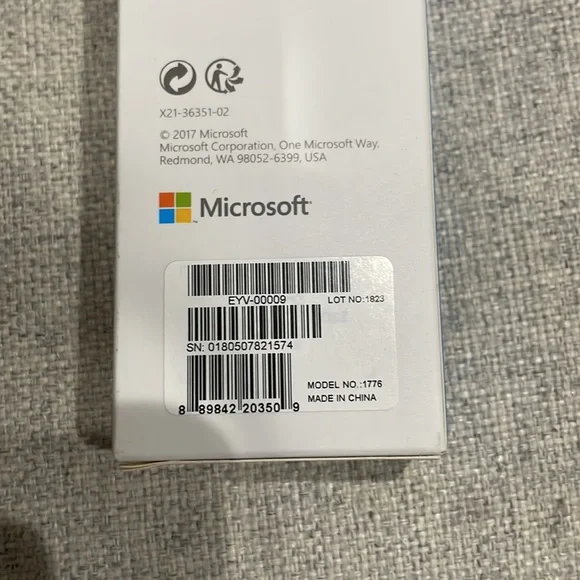 X21-36351-02
© 2017 Microsoft
Microsoft Corporation, One Microsoft Way,
Redmond, WA 98052-6399, USA
Microsoft
EYV-00009 LOT NO:1823
SN: 0180507821574
MODEL NO.:1776
MADE IN CHINA
8 89842 20350 9